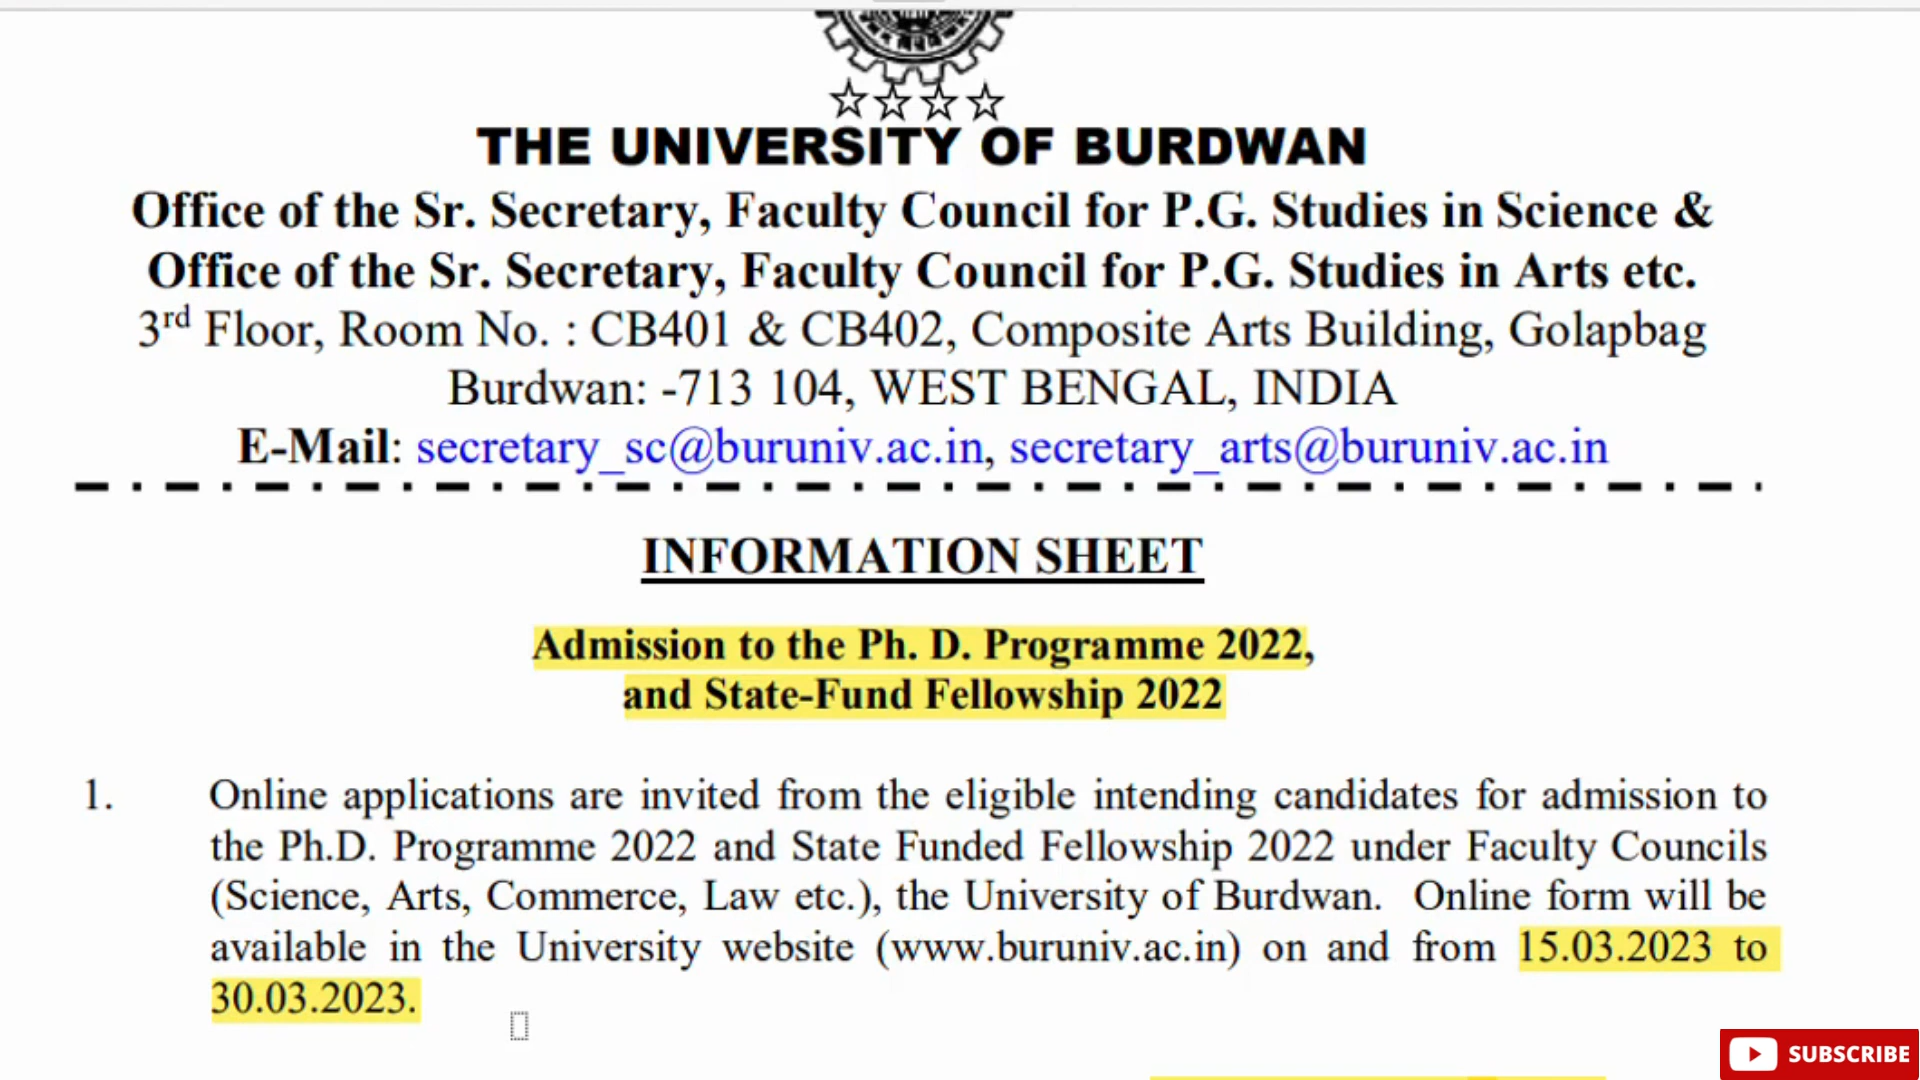 THE UNIVERSITY OF BURDWAN
Office of the Sr. Secretary, Faculty Council for P.G. Studies in Science &
Office of the Sr. Secretary, Faculty Council for P.G. Studies in Arts etc.
3rd Floor, Room No. : CB401 & CB402, Composite Arts Building, Golapbag
Burdwan: -713 104, WEST BENGAL, INDIA
E-Mail: secretary_sc@buruniv.ac.in, secretary_arts@buruniv.ac.in
INFORMATION SHEET
Admission to the Ph. D. Programme 2022,
and State-Fund Fellowship 2022
1. Online applications are invited from the eligible intending candidates for admission to
the Ph.D. Programme 2022 and State Funded Fellowship 2022 under Faculty Councils
(Science, Arts, Commerce, Law etc.), the University of Burdwan. Online form will be
available in the University website (www.buruniv.ac.in) on and from 15.03.2023 to
30.03.2023.
SUBSCRIBE